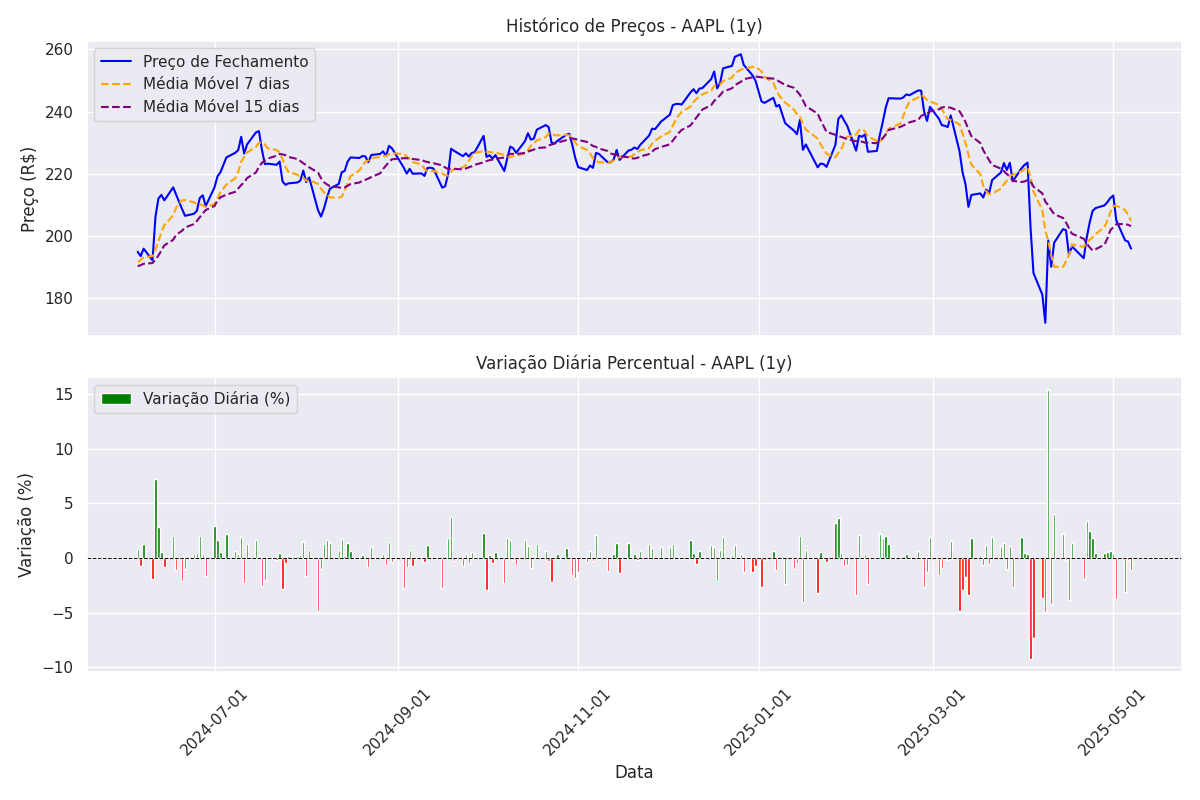 Histórico de Preços - AAPL (1y)
Preço (R$)
260
240
220
200
180
Preço de Fechamento
Média Móvel 7 dias
Média Móvel 15 dias
Variação Diária Percentual - AAPL (1y)
Variação (%)
15
10
5
0
−5
−10
Variação Diária (%)
2024-07-01
2024-09-01
2024-11-01
2025-01-01
2025-03-01
2025-05-01
Data